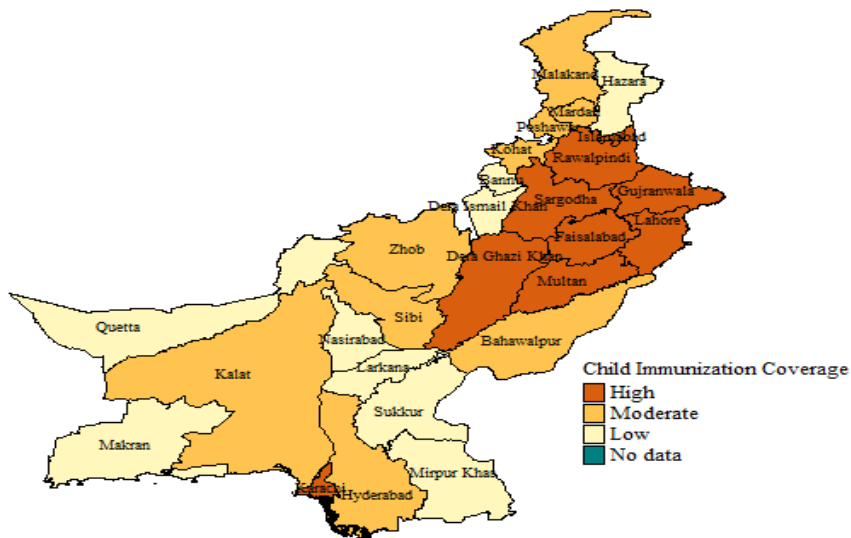 Malakand
Hazara
Mardan
Peshawar
Islamabad
Kohat
Rawalpindi
Bannu
Gujranwala
Sargodha
Dera Ismail Khan
Lahore
Faisalabad
Zhob
Dera Ghazi Khan
Multan
Sibi
Quetta
Nasirabad
Bahawalpur
Larkana
Kalat
Sukkur
Makran
Mirpur Khas
Karachi
Hyderabad
Child Immunization Coverage
High
Moderate
Low
No data